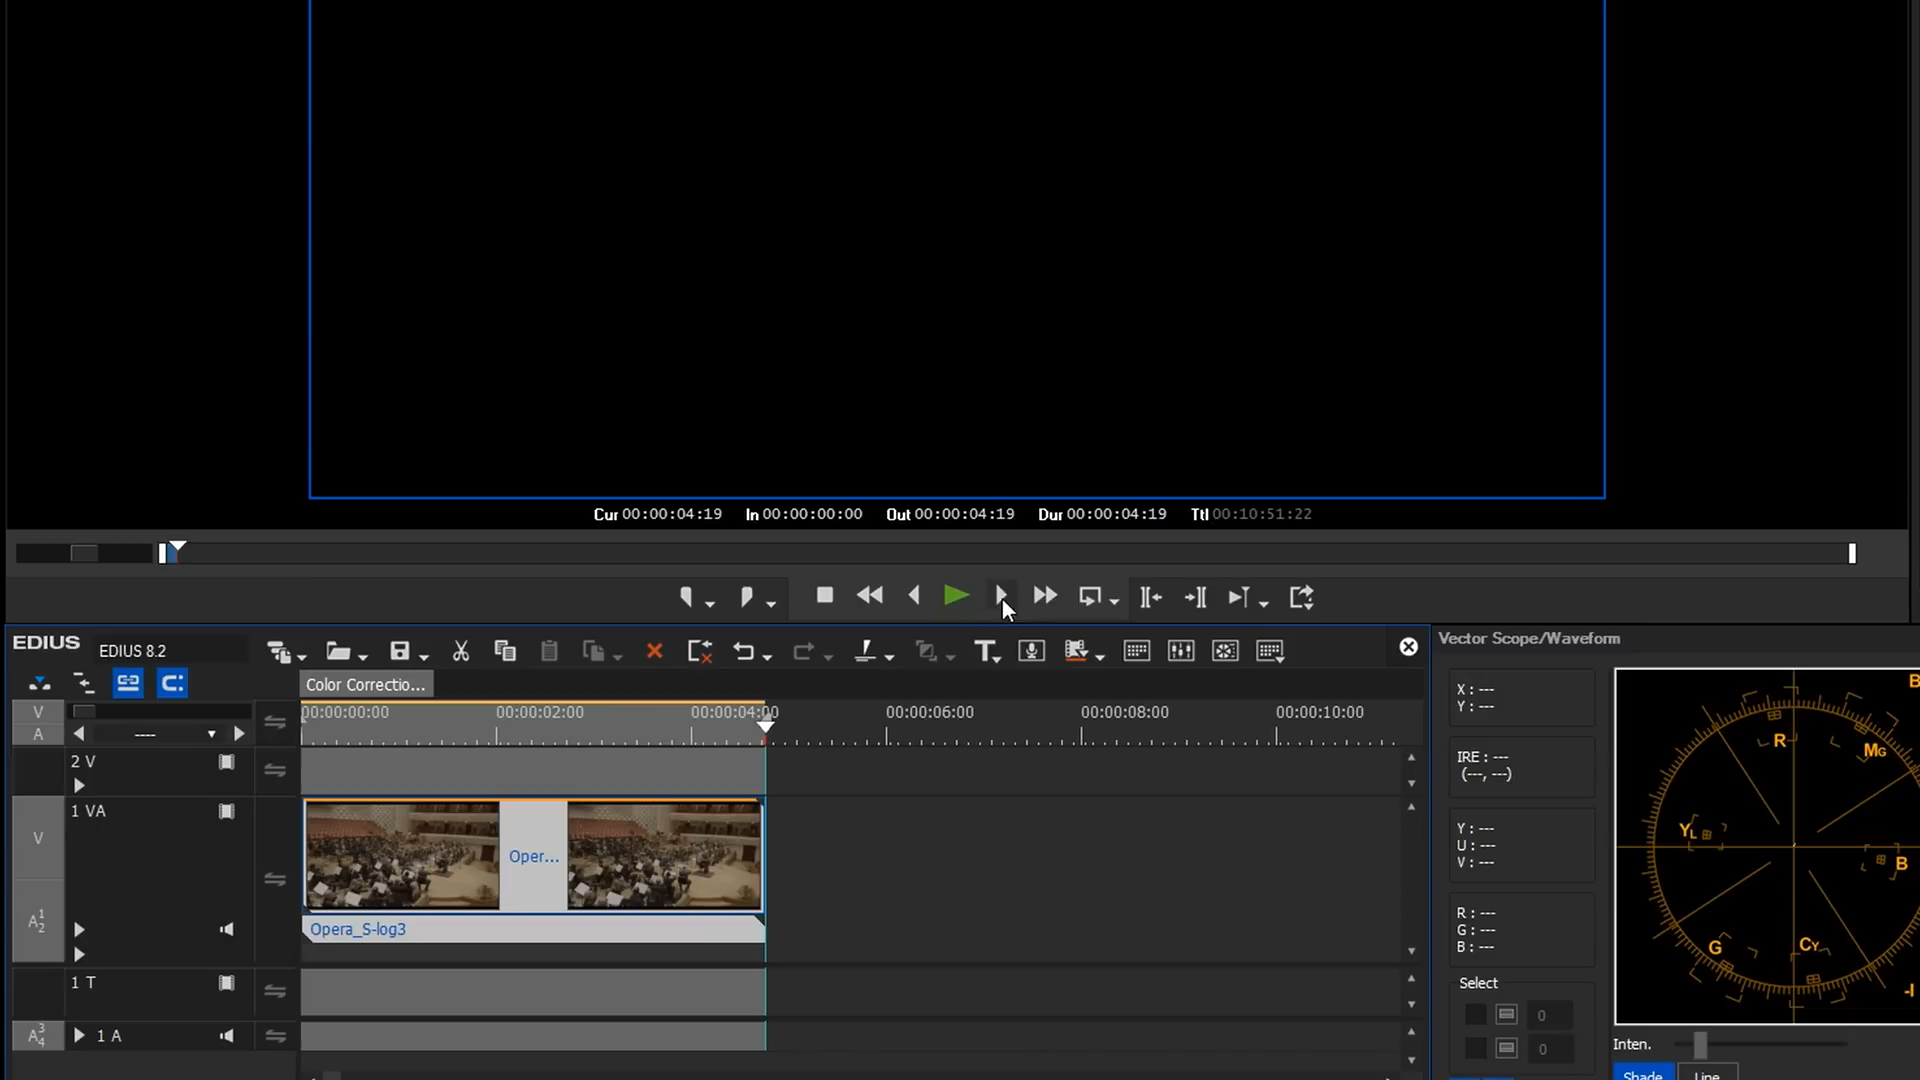 Cur 00:00:04:19 In 00:00:00:00 Out 00:00:04:19 Dur 00:00:04:19 Ttl 00:10:51:22
EDIUS EDIUS 8.2
Vector Scope/Waveform
Color Correctio...
X : ---
Y : ---
V
A
----
00:00:00:00 00:00:02:00 00:00:04:00 00:00:06:00 00:00:08:00 00:00:10:00
IRE : ---
(---, ---)
2 V
1 VA
V
Oper...
Y : ---
U : ---
V : ---
A 1 2
Opera_S-log3
R : ---
G : ---
B : ---
1 T
Select
0
A 3 4
1 A
0
B
R
MG
YL
B
G
CY
-I
Inten.
Shade
Line